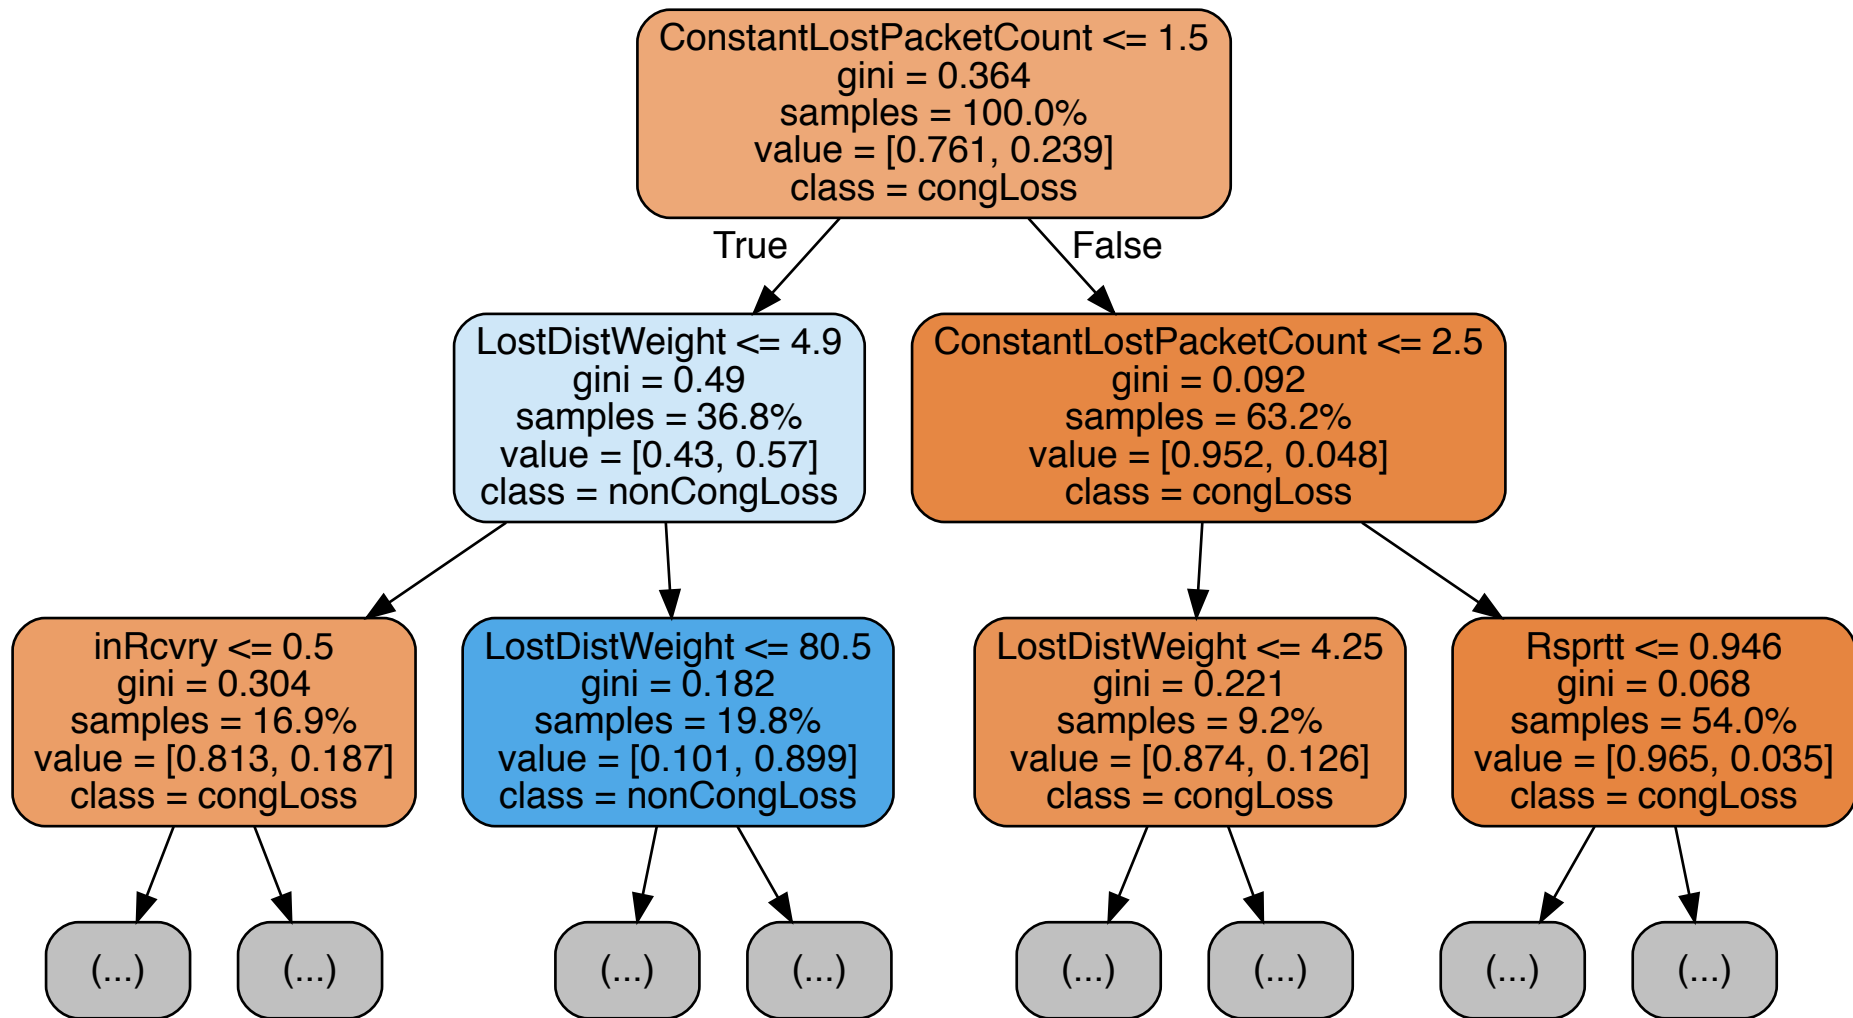 ConstantLostPacketCount <= 1.5
gini = 0.364
samples = 100.0%
value = [0.761, 0.239]
class = congLoss
True
False
LostDistWeight <= 4.9
gini = 0.49
samples = 36.8%
value = [0.43, 0.57]
class = nonCongLoss
ConstantLostPacketCount <= 2.5
gini = 0.092
samples = 63.2%
value = [0.952, 0.048]
class = congLoss
inRcvry <= 0.5
gini = 0.304
samples = 16.9%
value = [0.813, 0.187]
class = congLoss
LostDistWeight <= 80.5
gini = 0.182
samples = 19.8%
value = [0.101, 0.899]
class = nonCongLoss
LostDistWeight <= 4.25
gini = 0.221
samples = 9.2%
value = [0.874, 0.126]
class = congLoss
Rsprtt <= 0.946
gini = 0.068
samples = 54.0%
value = [0.965, 0.035]
class = congLoss
(...)
(...)
(...)
(...)
(...)
(...)
(...)
(...)